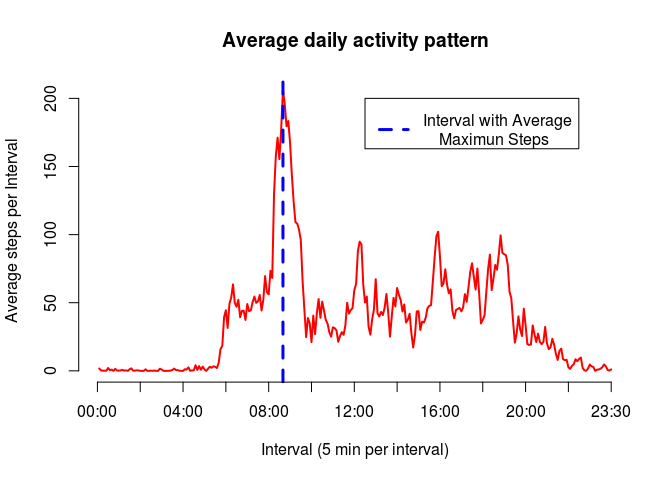 Average daily activity pattern
Average steps per Interval
200
150
100
50
0
Interval with Average
Maximun Steps
00:00 04:00 08:00 12:00 16:00 20:00 23:30
Interval (5 min per interval)